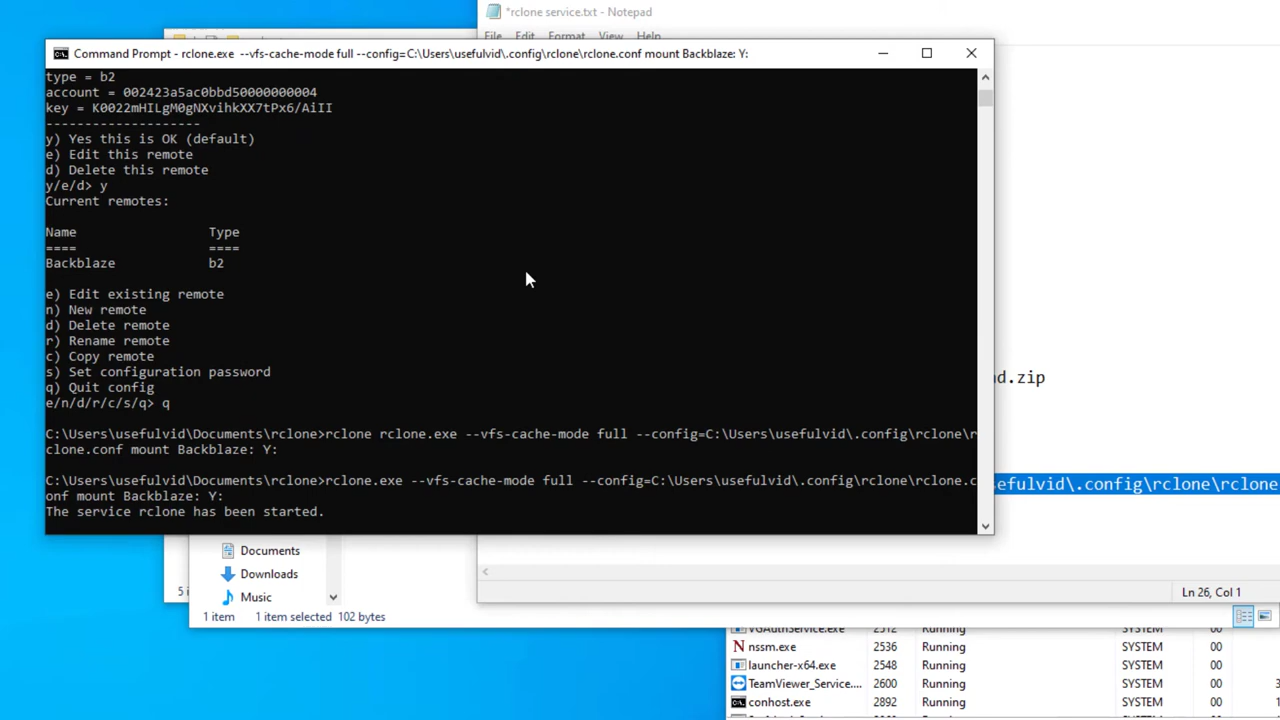 *rclone service.txt - Notepad
File Edit Format View Help
Command Prompt - rclone.exe --vfs-cache-mode full --config=C:\Users\usefulvid\.config\rclone\rclone.conf mount Backblaze: Y:
type = b2
account = 002423a5ac0bbd50000000004
key = K0022mHILgM0gNXvihkXX7tPx6/AiII
--------------------
y) Yes this is OK (default)
e) Edit this remote
d) Delete this remote
y/e/d> y
Current remotes:
Name Type
==== ====
Backblaze b2
e) Edit existing remote
n) New remote
d) Delete remote
r) Rename remote
c) Copy remote
s) Set configuration password
q) Quit config
e/n/d/r/c/s/q> q
C:\Users\usefulvid\Documents\rclone>rclone rclone.exe --vfs-cache-mode full --config=C:\Users\usefulvid\.config\rclone\r
clone.conf mount Backblaze: Y:
C:\Users\usefulvid\Documents\rclone>rclone.exe --vfs-cache-mode full --config=C:\Users\usefulvid\.config\rclone\rclone.c
onf mount Backblaze: Y:
The service rclone has been started.
nd.zip
efulvid\.config\rclone\rclone
Documents
Downloads
Music
5 i
1 item 1 item selected 102 bytes
Ln 26, Col 1
VGAuthService.exe 2512 Running SYSTEM 00
nssm.exe 2536 Running SYSTEM 00
launcher-x64.exe 2548 Running SYSTEM 00
TeamViewer_Service.... 2600 Running SYSTEM 00 3
conhost.exe 2892 Running SYSTEM 00